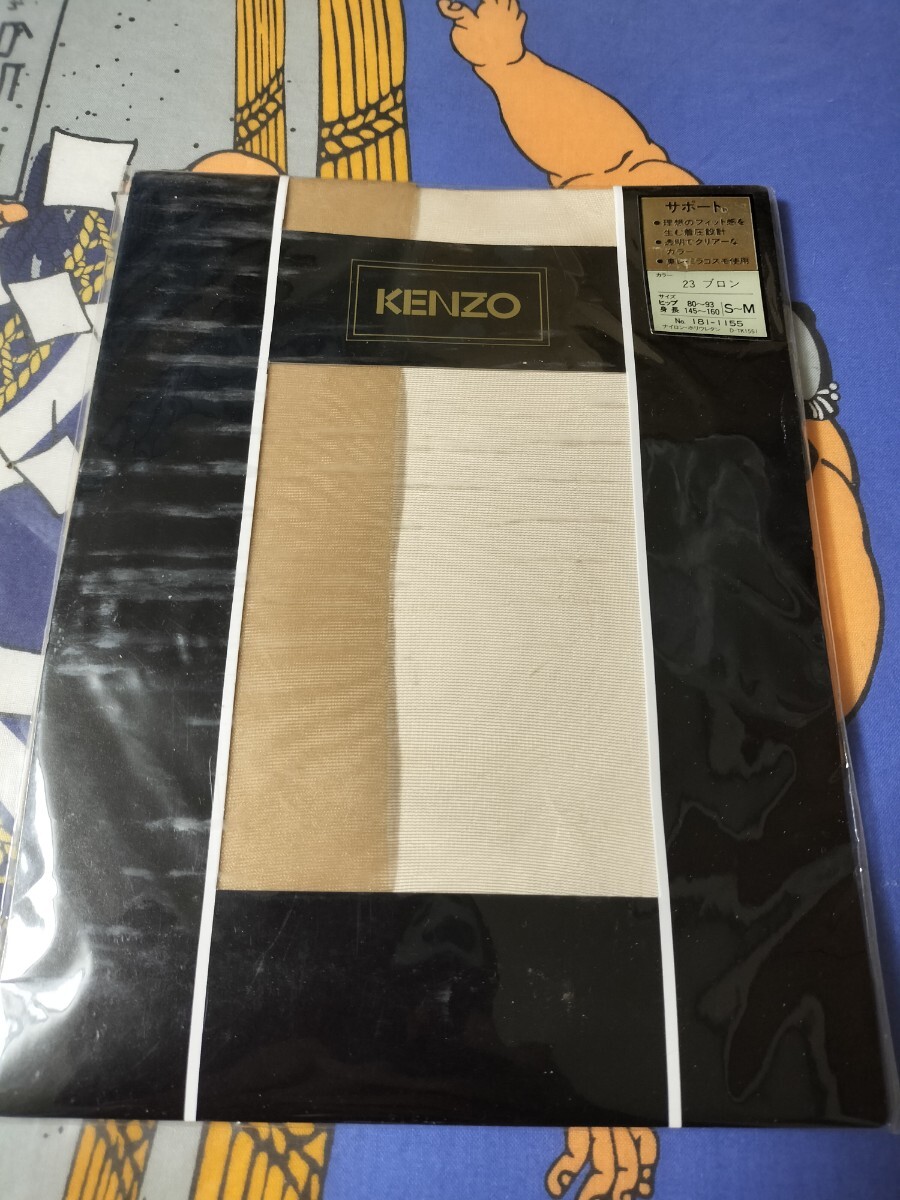 KENZO
サポート
●理想のフィット感を
生む着圧設計
●透明でクリアーな
カラー
使用
カラー
23 ブロン
サイズ
ヒップ 80〜93
身長 145〜160
S〜M
No. 181-1155
ナイロン・ポリウレタン